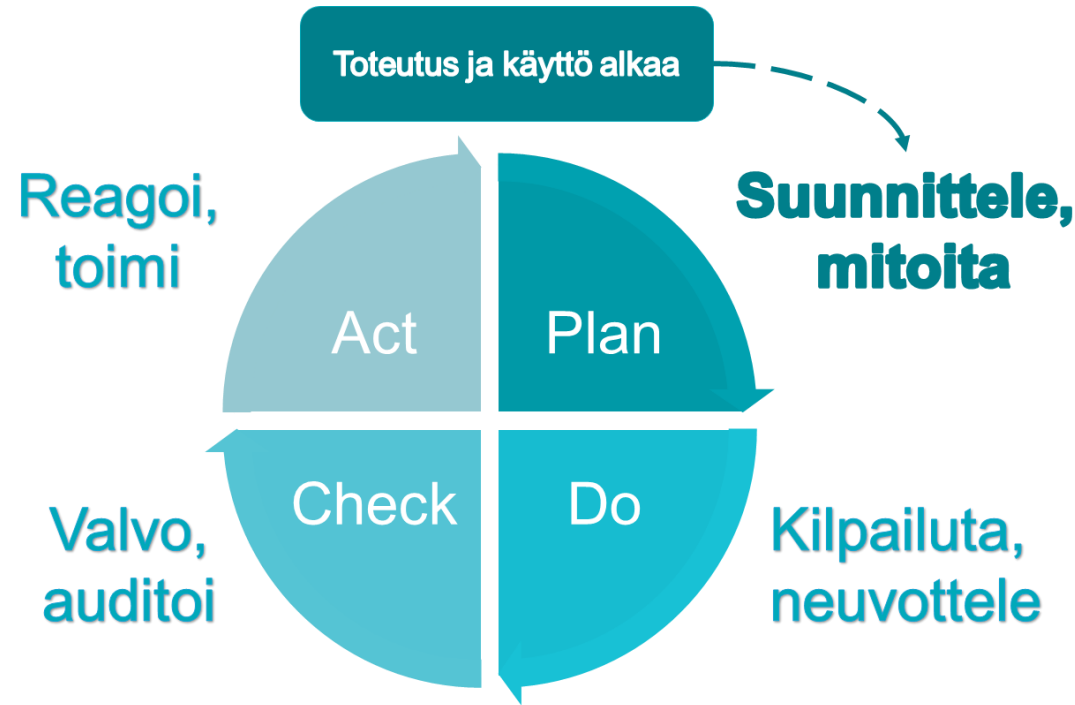 Toteutus ja käyttö alkaa
Reagoi,
toimi
Suunnittele,
mitoita
Act
Plan
Check
Do
Valvo,
auditoi
Kilpailuta,
neuvottele